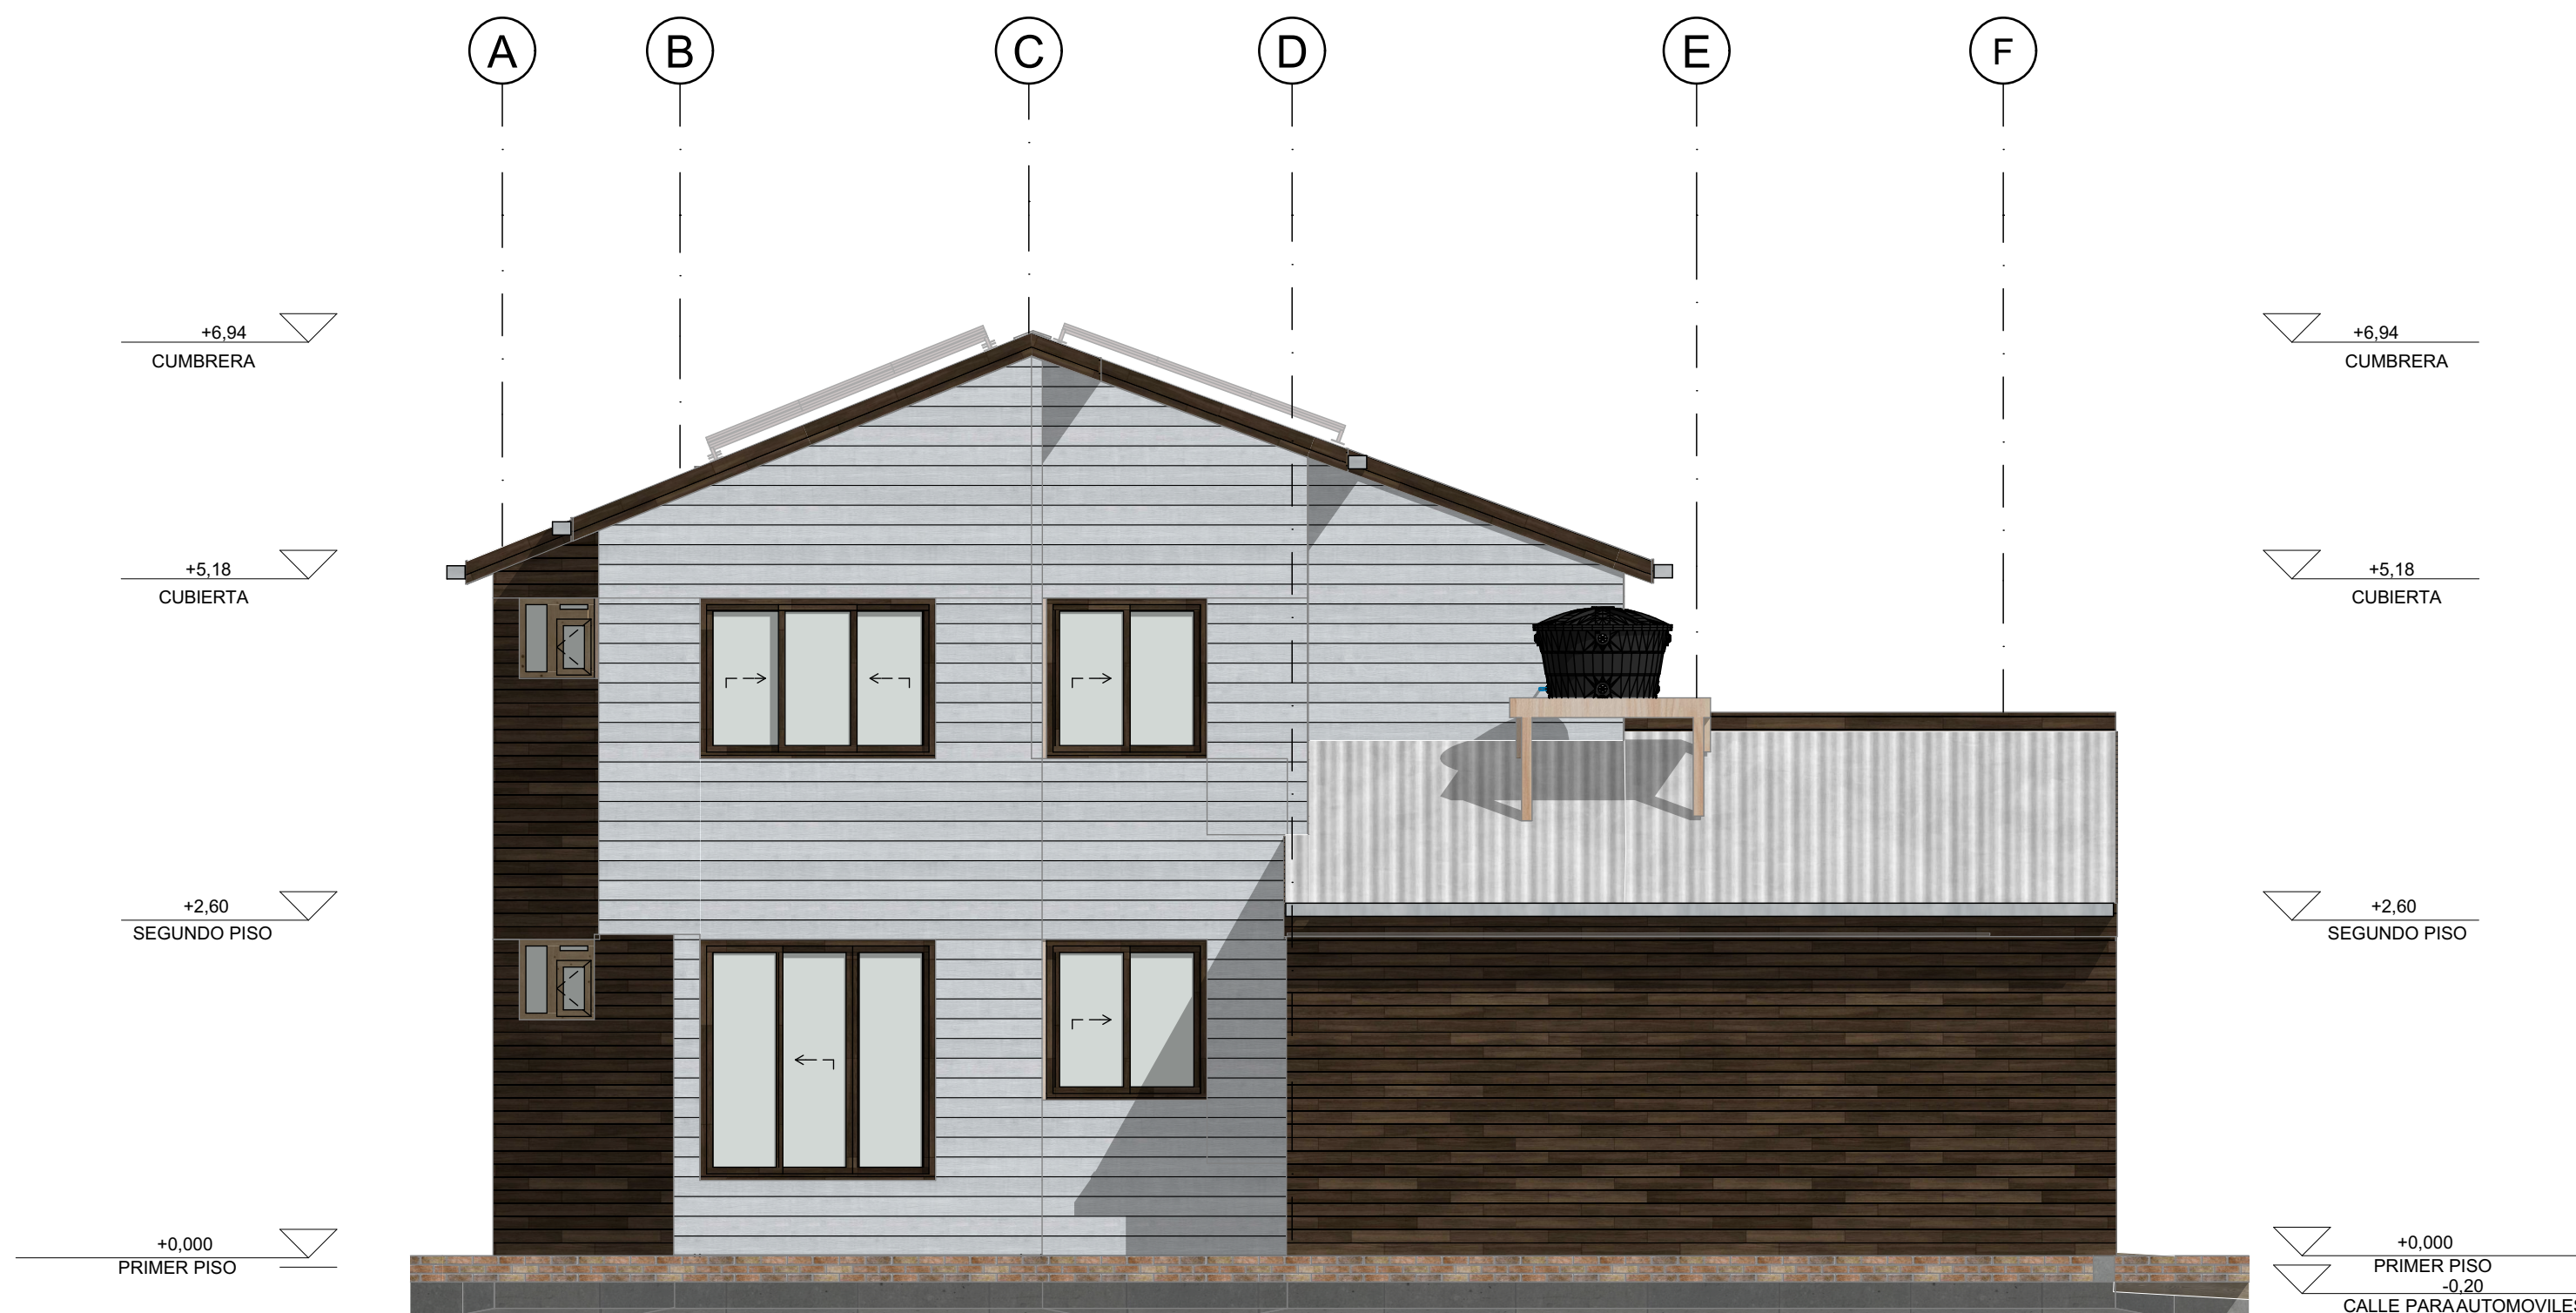 A B C D E F
+6,94 +6,94
CUMBRERA CUMBRERA
+5,18 +5,18
CUBIERTA CUBIERTA
+2,60 +2,60
SEGUNDO PISO SEGUNDO PISO
+0,000 +0,000
PRIMER PISO PRIMER PISO
-0,20
CALLE PARA AUTOMOVILES